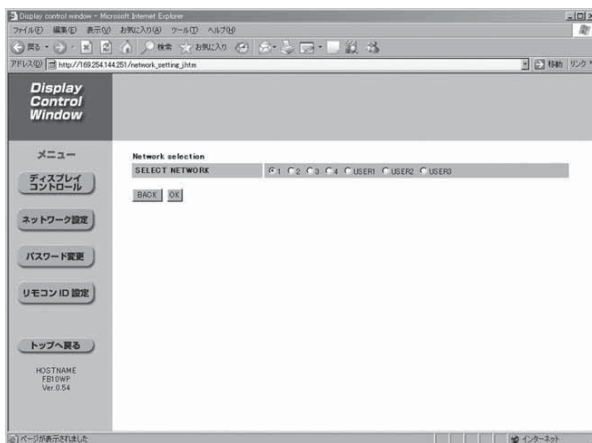 Display control window - Microsoft Internet Explorer
ファイル(F) 編集(E) 表示(V) お気に入り(A) ツール(T) ヘルプ(H)
戻る 検索 お気に入り
アドレス(D) http://169.254.144.251/network_setting_j.htm 移動 リンク
Display
Control
Window
メニュー
ディスプレイ
コントロール
ネットワーク設定
パスワード変更
リモコン ID 設定
トップへ戻る
HOSTNAME
FB10WP
Ver 0.54
Network selection
SELECT NETWORK 1 2 3 4 USER1 USER2 USER3
BACK OK
ページが表示されました インターネット